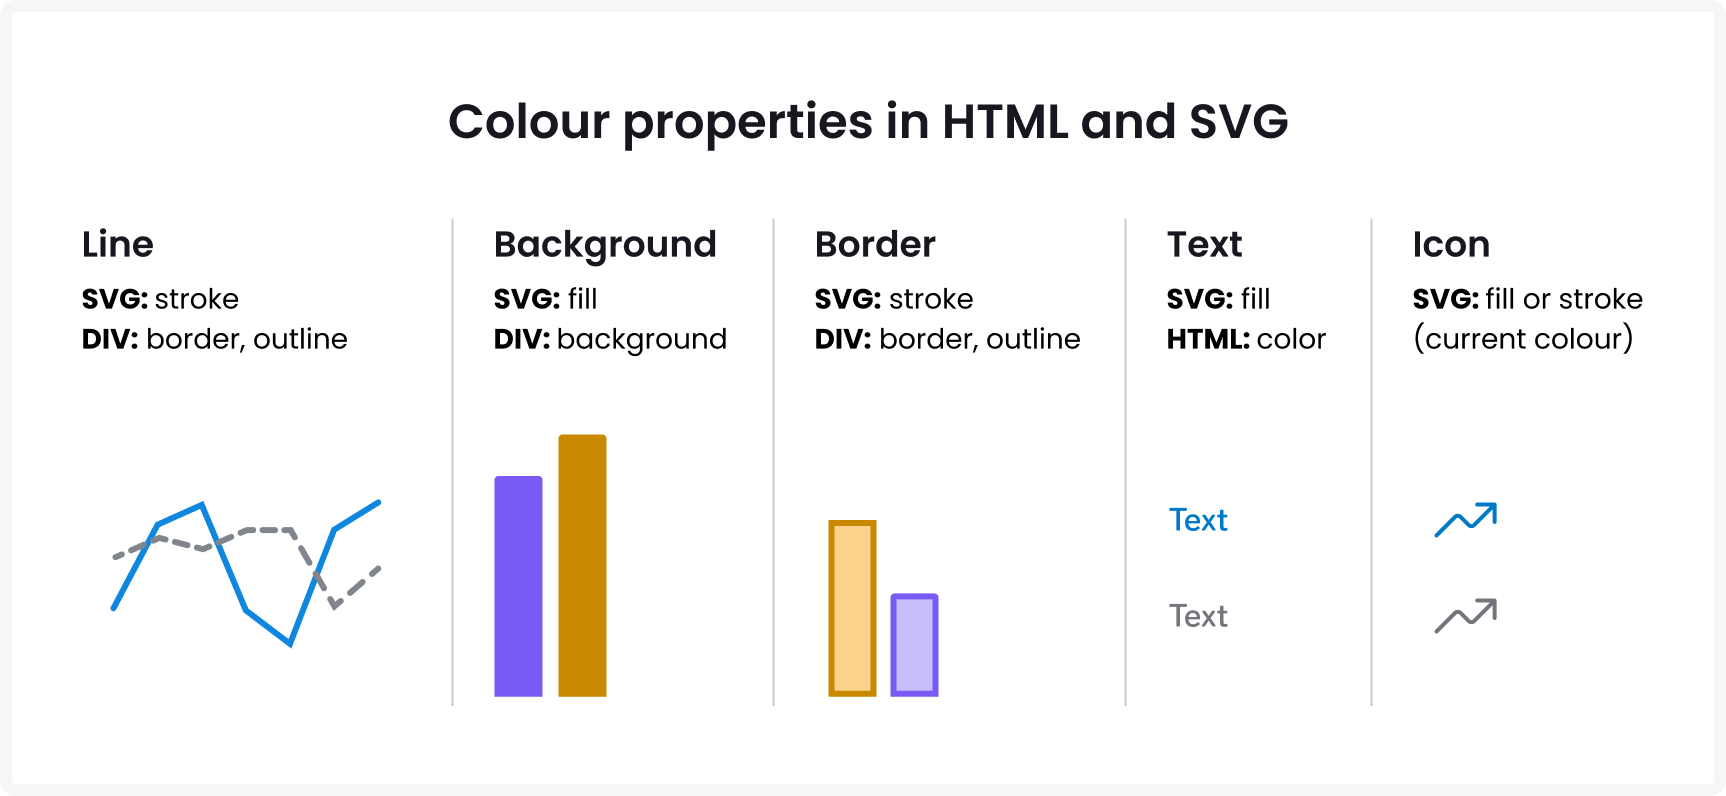 Colour properties in HTML and SVG
Line
SVG: stroke
DIV: border, outline
Background
SVG: fill
DIV: background
Border
SVG: stroke
DIV: border, outline
Text
SVG: fill
HTML: color
Icon
SVG: fill or stroke
(current colour)
Text
Text